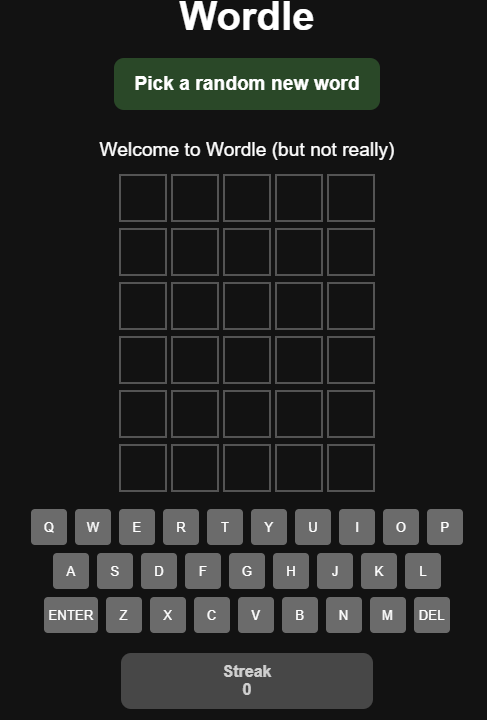 Wordle
Pick a random new word
Welcome to Wordle (but not really)
Q W E R T Y U I O P
A S D F G H J K L
ENTER Z X C V B N M DEL
Streak
0